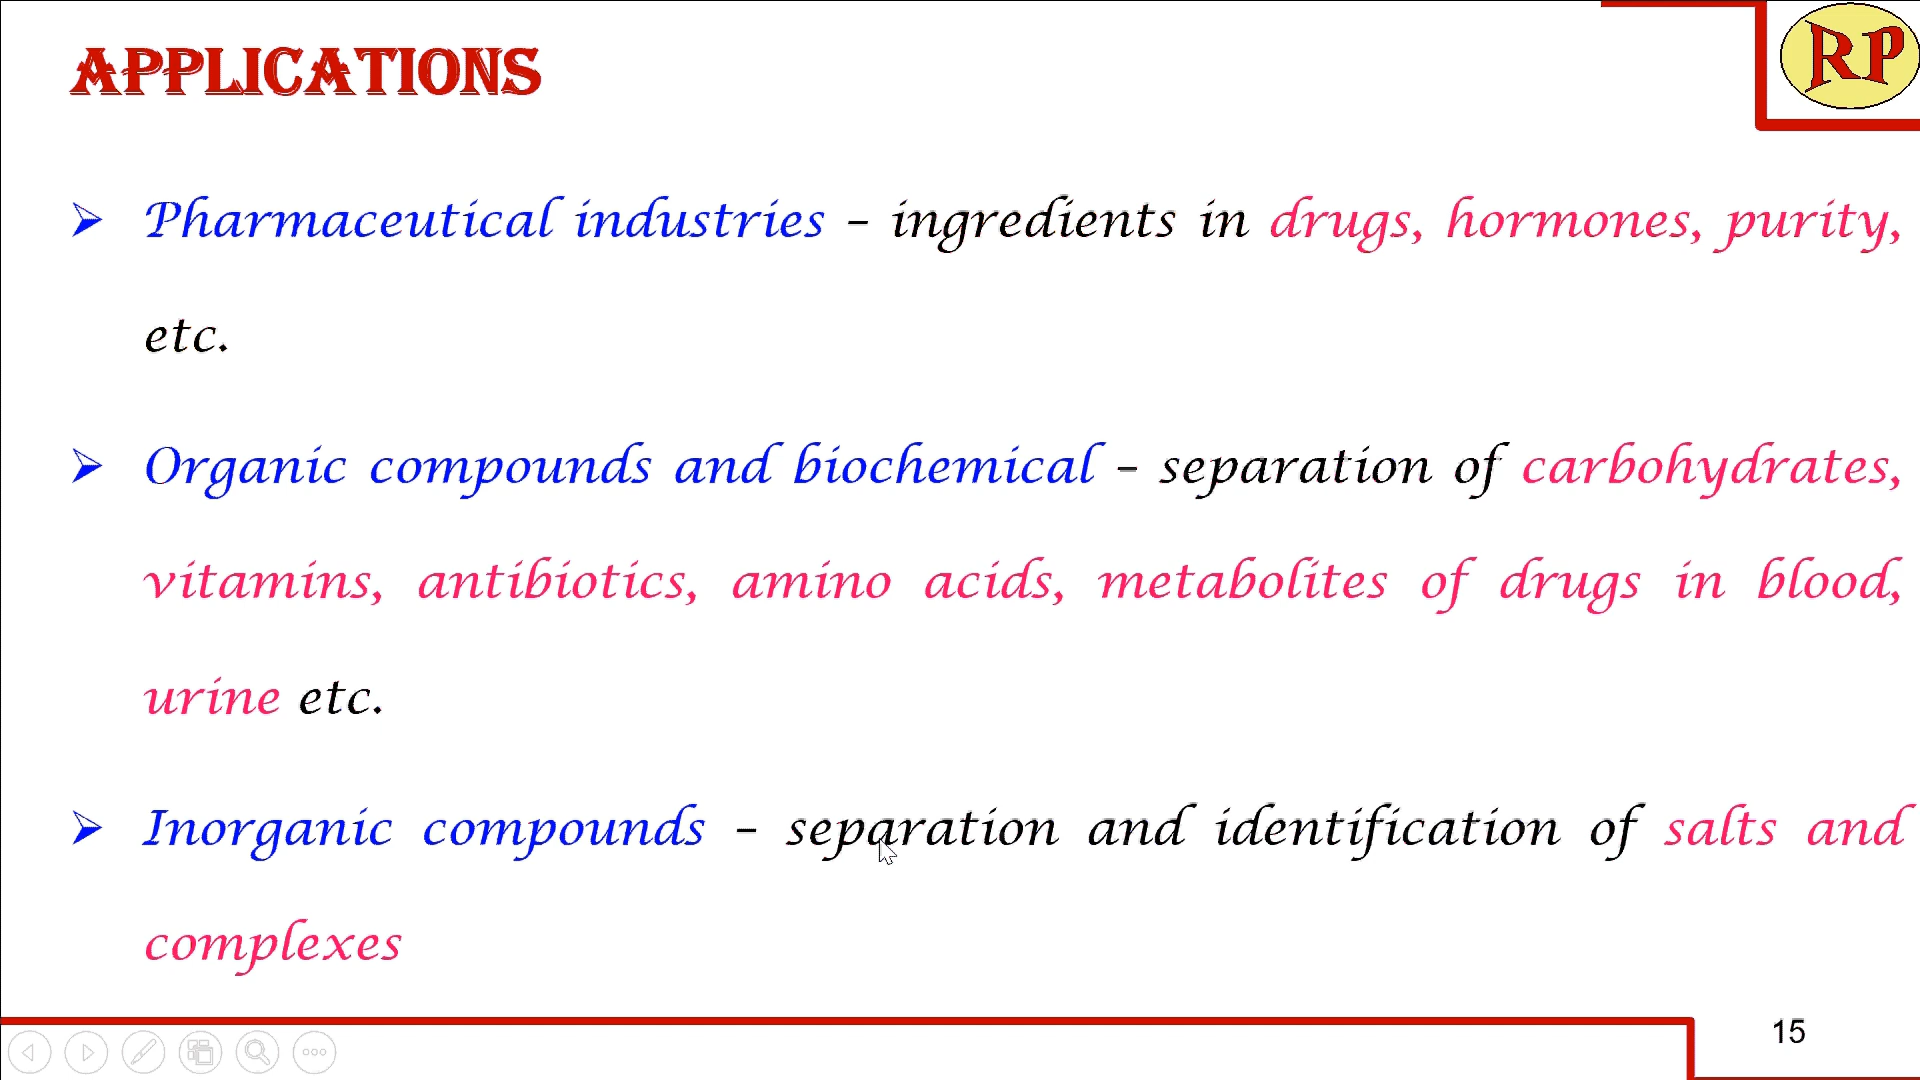 APPLICATIONS
RP
➢ Pharmaceutical industries – ingredients in drugs, hormones, purity,
etc.
➢ Organic compounds and biochemical – separation of carbohydrates,
vitamins, antibiotics, amino acids, metabolites of drugs in blood,
urine etc.
➢ Inorganic compounds – separation and identification of salts and
complexes
15